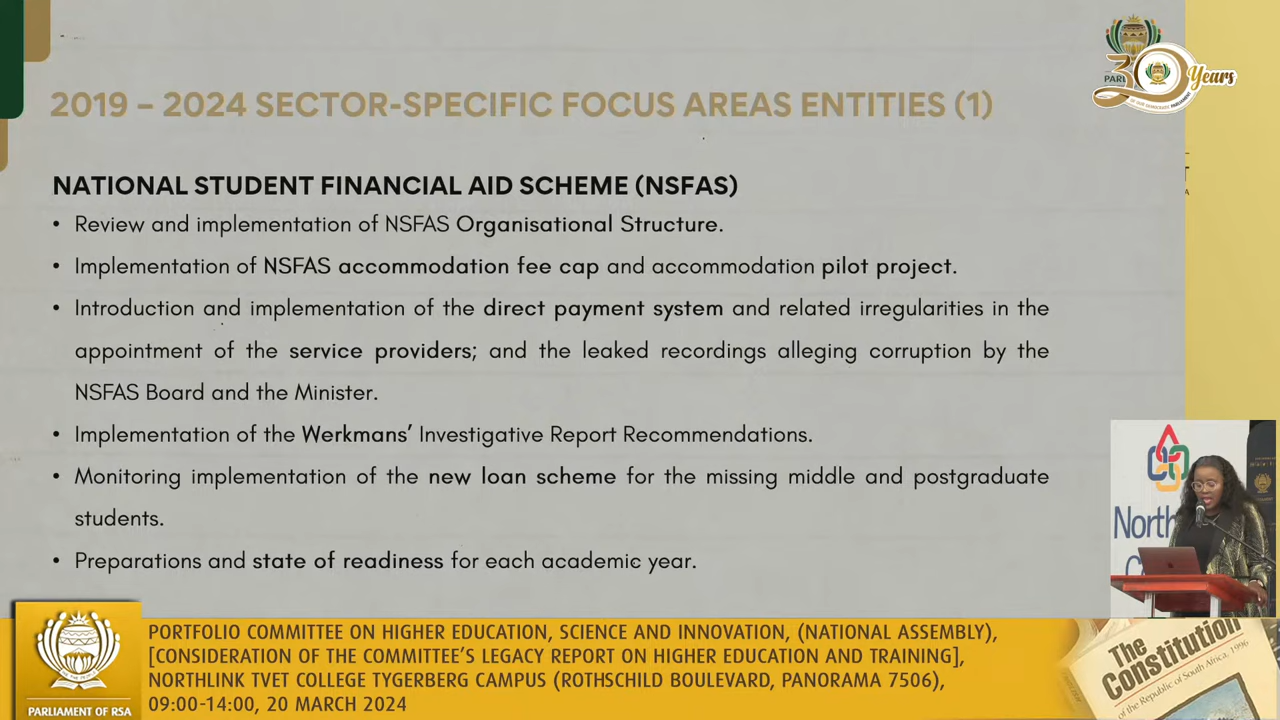 30 Years
2019 – 2024 SECTOR-SPECIFIC FOCUS AREAS ENTITIES (1)
NATIONAL STUDENT FINANCIAL AID SCHEME (NSFAS)
• Review and implementation of NSFAS Organisational Structure.
• Implementation of NSFAS accommodation fee cap and accommodation pilot project.
• Introduction and implementation of the direct payment system and related irregularities in the
appointment of the service providers; and the leaked recordings alleging corruption by the
NSFAS Board and the Minister.
• Implementation of the Werkmans’ Investigative Report Recommendations.
• Monitoring implementation of the new loan scheme for the missing middle and postgraduate
students.
• Preparations and state of readiness for each academic year.
North
PORTFOLIO COMMITTEE ON HIGHER EDUCATION, SCIENCE AND INNOVATION, (NATIONAL ASSEMBLY),
[CONSIDERATION OF THE COMMITTEE’S LEGACY REPORT ON HIGHER EDUCATION AND TRAINING],
NORTHLINK TVET COLLEGE TYGERBERG CAMPUS (ROTHSCHILD BOULEVARD, PANORAMA 7506),
09:00-14:00, 20 MARCH 2024
PARLIAMENT OF RSA
The
Constitution
of the Republic of South Africa, 1996